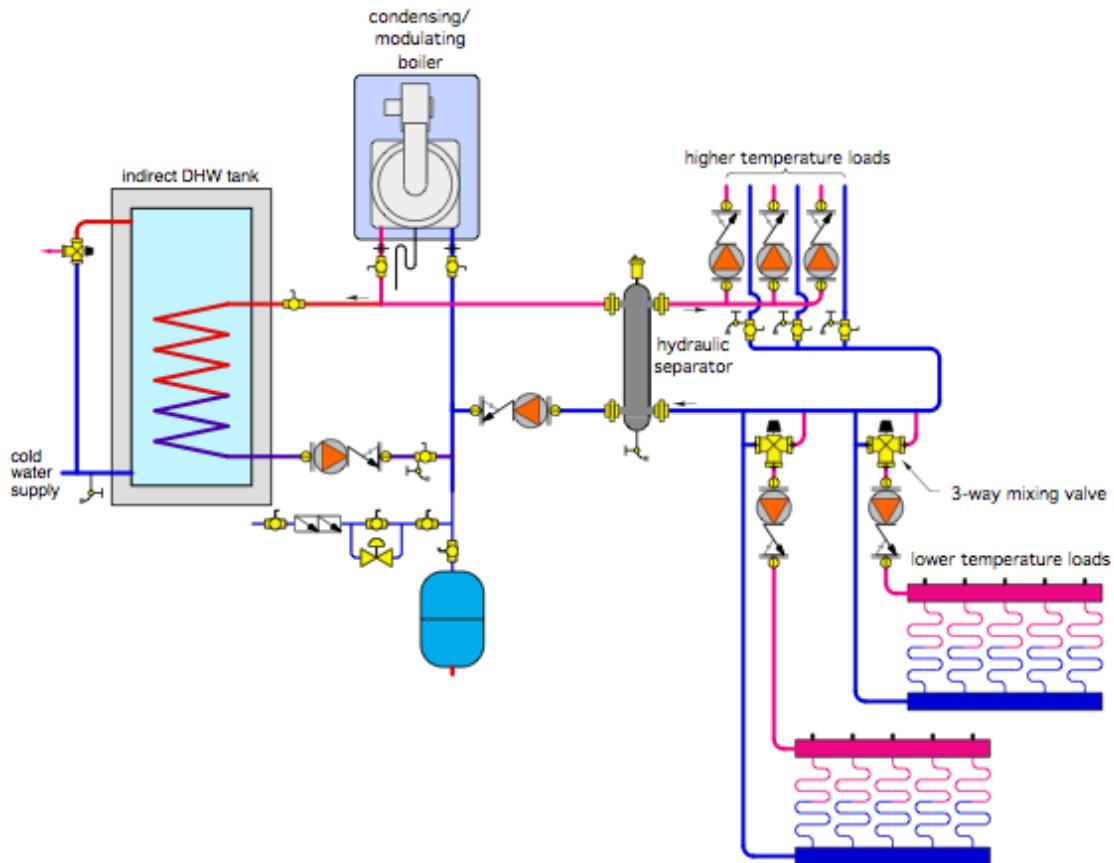 condensing/
modulating
boiler
indirect DHW tank
higher temperature loads
hydraulic
separator
cold
water
supply
3-way mixing valve
lower temperature loads